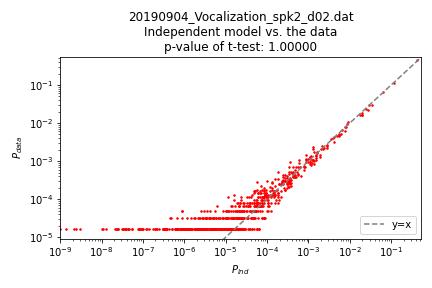 20190904_Vocalization_spk2_d02.dat
Independent model vs. the data
p-value of t-test: 1.00000
P_data
10⁻¹
10⁻²
10⁻³
10⁻⁴
10⁻⁵
y=x
10⁻⁹ 10⁻⁸ 10⁻⁷ 10⁻⁶ 10⁻⁵ 10⁻⁴ 10⁻³ 10⁻² 10⁻¹
P_ind